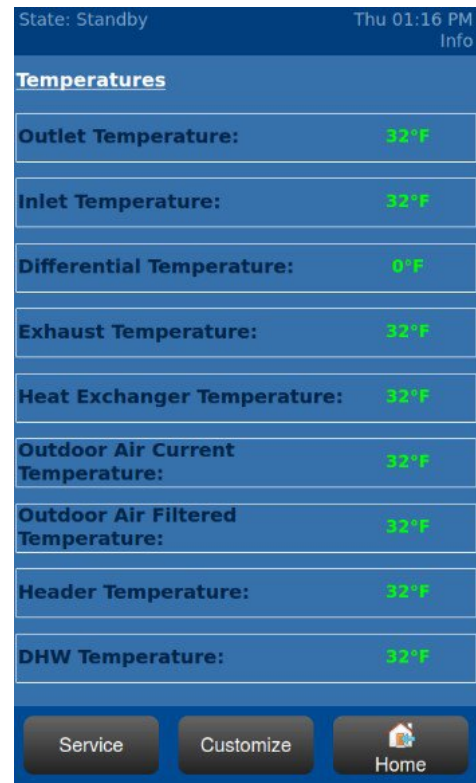 State: Standby
Thu 01:16 PM
Info
Temperatures
Outlet Temperature: 32°F
Inlet Temperature: 32°F
Differential Temperature: 0°F
Exhaust Temperature: 32°F
Heat Exchanger Temperature: 32°F
Outdoor Air Current
Temperature: 32°F
Outdoor Air Filtered
Temperature: 32°F
Header Temperature: 32°F
DHW Temperature: 32°F
Service
Customize
Home